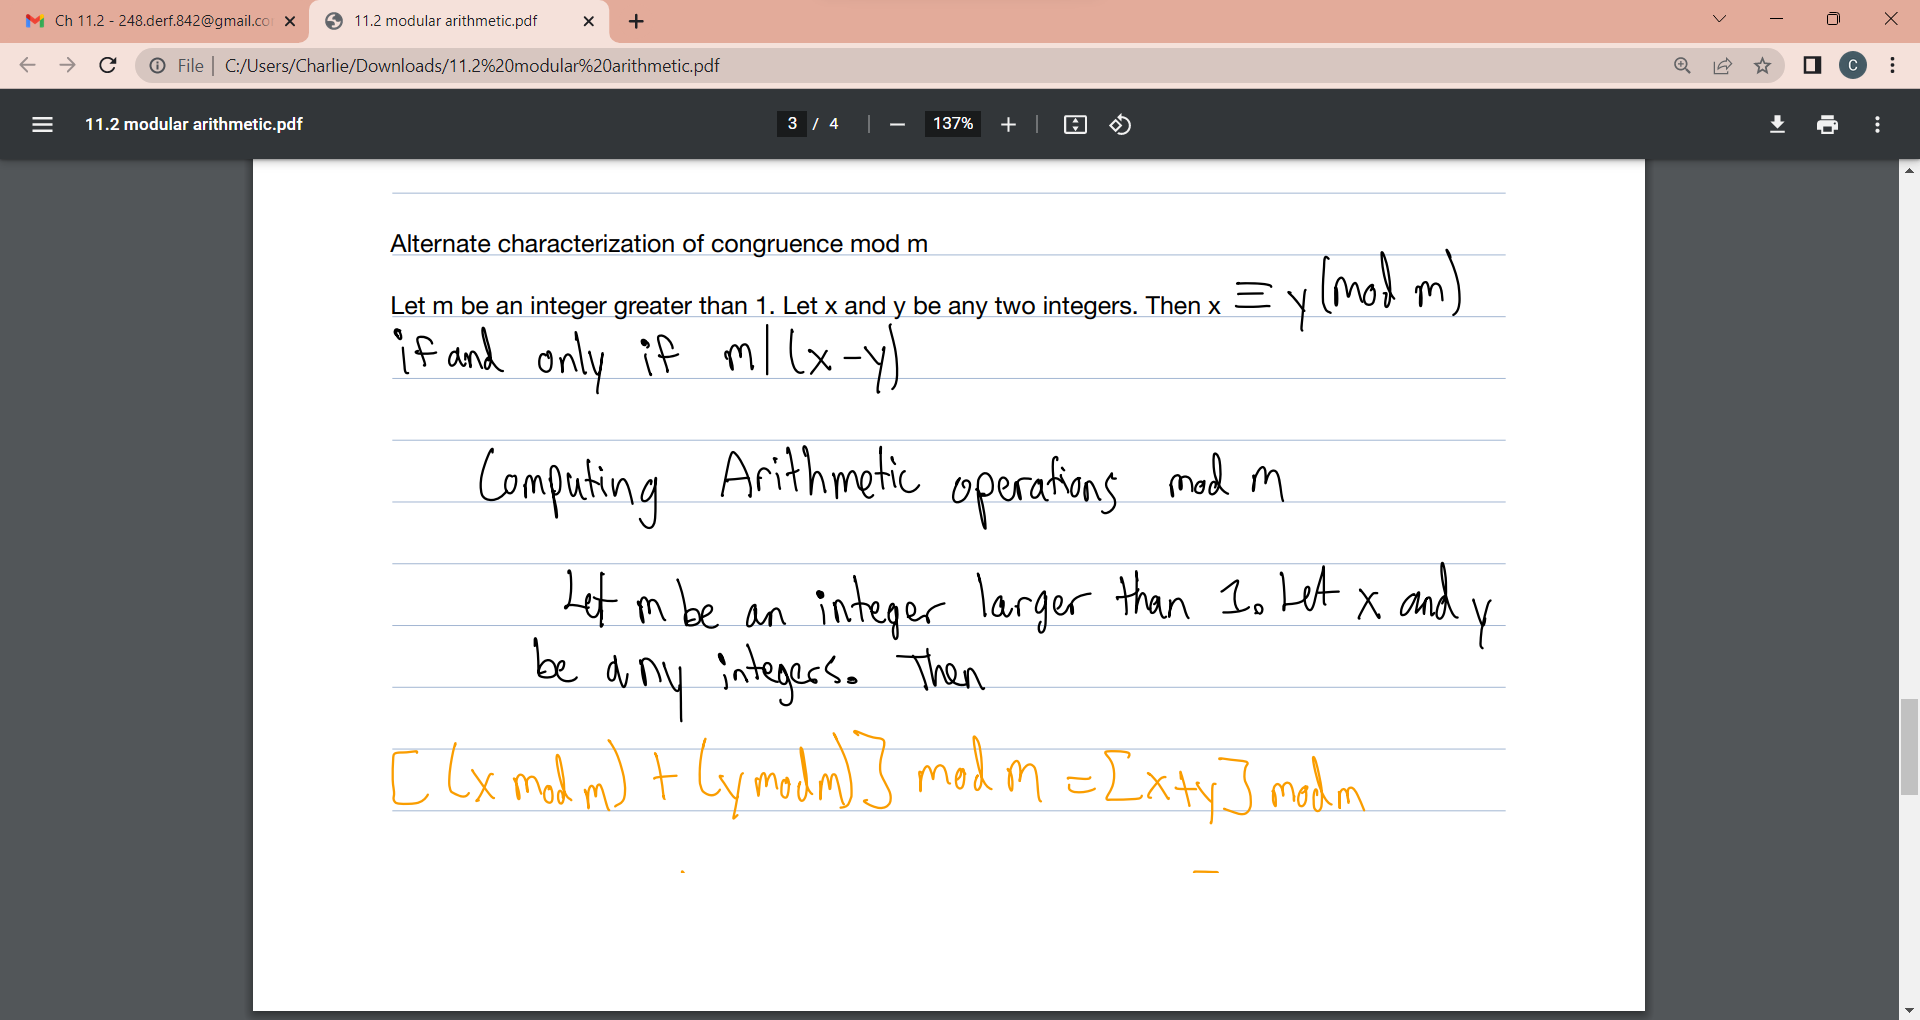 Ch 11.2 - 248.derf.842@gmail.co
11.2 modular arithmetic.pdf
File | C:/Users/Charlie/Downloads/11.2%20modular%20arithmetic.pdf
C
11.2 modular arithmetic.pdf
3 / 4
137%
Alternate characterization of congruence mod m
Let m be an integer greater than 1. Let x and y be any two integers. Then x ≡ y (mod m)
if and only if m | (x - y)
Computing Arithmetic operations mod m
Let m be an integer larger than 1. Let x and y
be any integers. Then
[(x mod m) + (y mod m)] mod m = [x+y] mod m